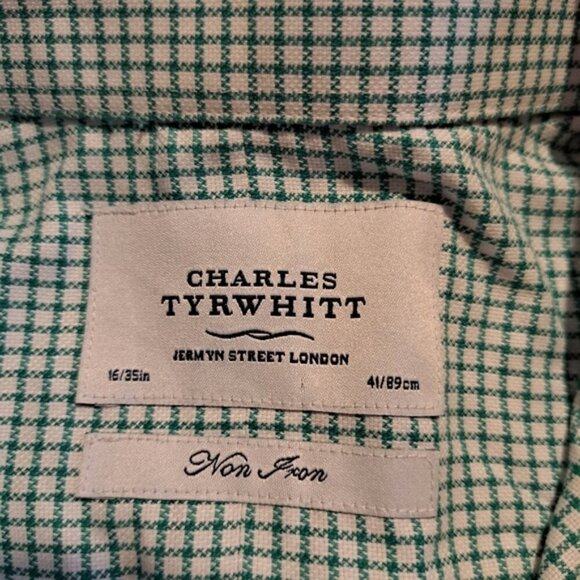 CHARLES
TYRWHITT
JERMYN STREET LONDON
16/35in 41/89cm
Non Iron